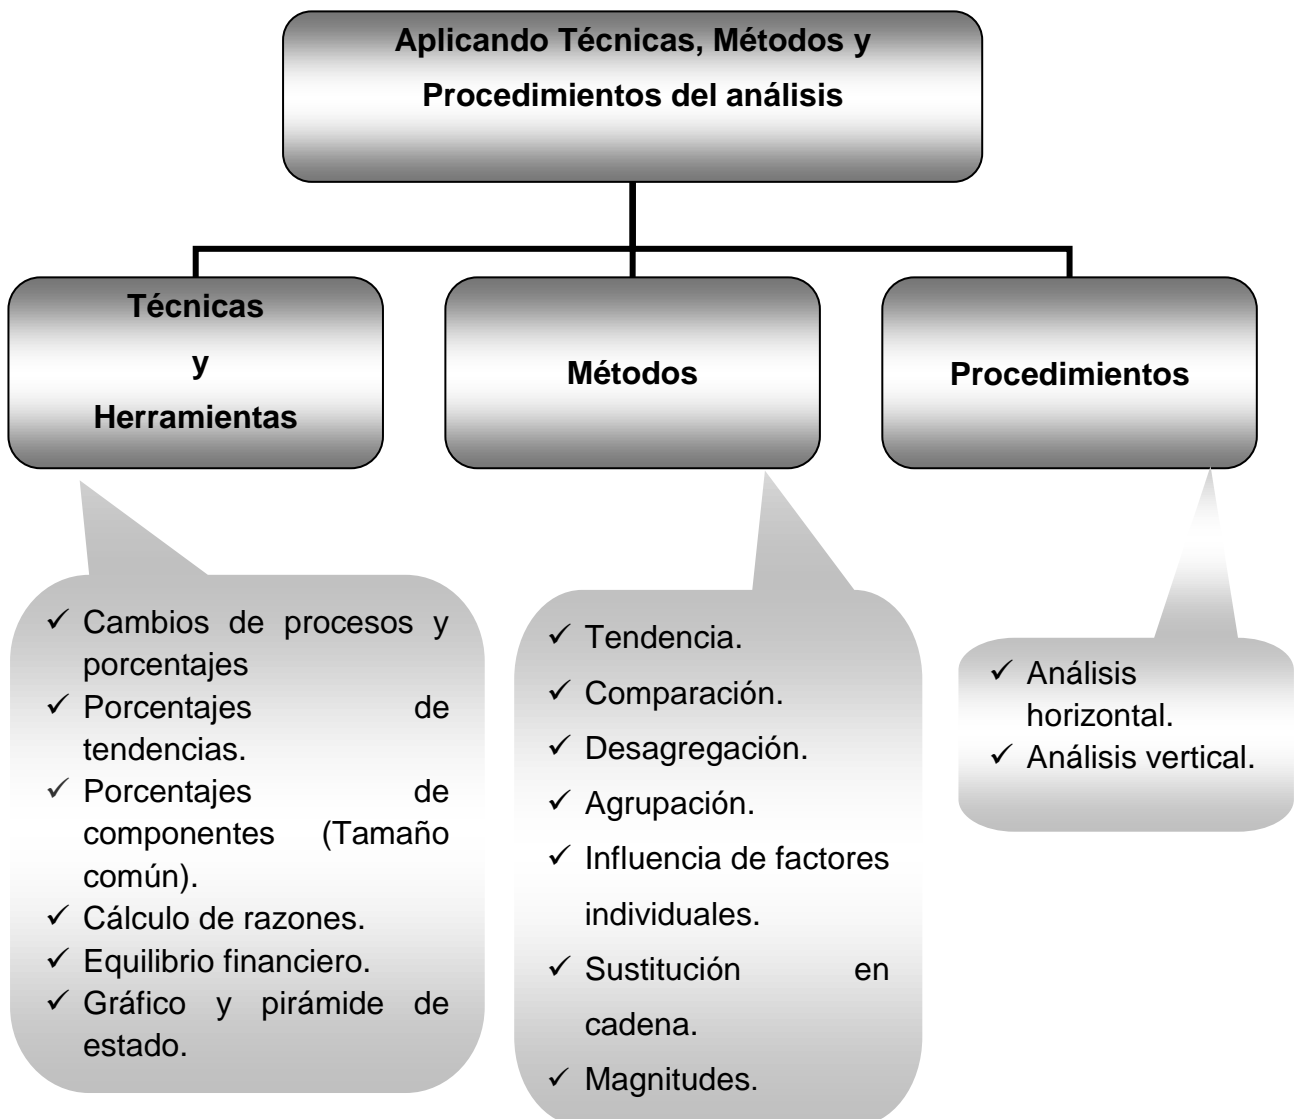 Aplicando Técnicas, Métodos y
Procedimientos del análisis
Técnicas
y
Herramientas
Métodos
Procedimientos
✓ Cambios de procesos y
porcentajes
✓ Porcentajes de
tendencias.
✓ Porcentajes de
componentes (Tamaño
común).
✓ Cálculo de razones.
✓ Equilibrio financiero.
✓ Gráfico y pirámide de
estado.
✓ Tendencia.
✓ Comparación.
✓ Desagregación.
✓ Agrupación.
✓ Influencia de factores
individuales.
✓ Sustitución en
cadena.
✓ Magnitudes.
✓ Análisis
horizontal.
✓ Análisis vertical.